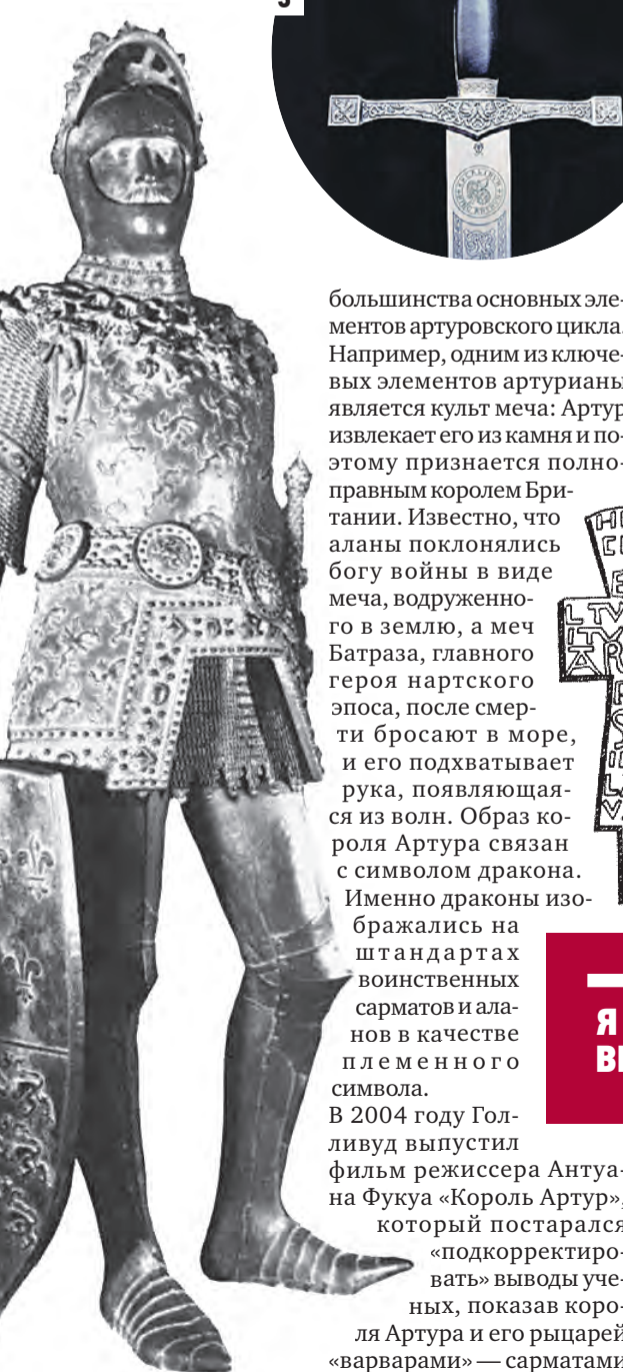 большинства основных эле-
ментов артуровского цикла.
Например, одним из ключе-
вых элементов артурианы
является культ меча: Артур
извлекает его из камня и по-
этому признается полно-
правным королем Бри-
тании. Известно, что
аланы поклонялись
богу войны в виде
меча, водруженно-
го в землю, а меч
Батраза, главного
героя нартского
эпоса, после смер-
ти бросают в море,
и его подхватывает
рука, появляющая-
ся из волн. Образ ко-
роля Артура связан
с символом дракона.
Именно драконы изо-
бражались на
штандартах
воинственных
сарматов и ала-
нов в качестве
племенного
символа.
В 2004 году Гол-
ливуд выпустил
фильм режиссера Антуа-
на Фукуа «Король Артур»,
который постарался
«подкорректиро-
вать» выводы уче-
ных, показав коро-
ля Артура и его рыцарей
«варварами» — сарматами
Я